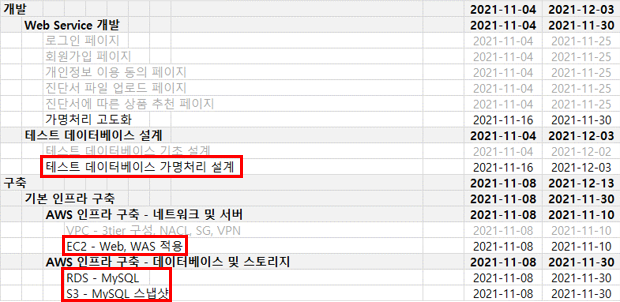 개발 2021-11-04 2021-12-03
Web Service 개발 2021-11-04 2021-11-30
로그인 페이지 2021-11-04 2021-11-25
회원가입 페이지 2021-11-04 2021-11-25
개인정보 이용 동의 페이지 2021-11-04 2021-11-25
진단서 파일 업로드 페이지 2021-11-04 2021-11-25
진단서에 따른 상품 추천 페이지 2021-11-04 2021-11-25
가명처리 고도화 2021-11-16 2021-11-30
테스트 데이터베이스 설계 2021-11-04 2021-12-03
테스트 데이터베이스 기초 설계 2021-11-04 2021-12-02
테스트 데이터베이스 가명처리 설계 2021-11-16 2021-12-03
구축 2021-11-08 2021-12-13
기본 인프라 구축 2021-11-08 2021-11-30
AWS 인프라 구축 - 네트워크 및 서버 2021-11-08 2021-11-10
VPC - 3tier 구성, NACL, SG, VPN 2021-11-08 2021-11-10
EC2 - Web, WAS 적용 2021-11-08 2021-11-10
AWS 인프라 구축 - 데이터베이스 및 스토리지 2021-11-08 2021-11-30
RDS - MySQL 2021-11-08 2021-11-30
S3 - MySQL 스냅샷 2021-11-08 2021-11-30